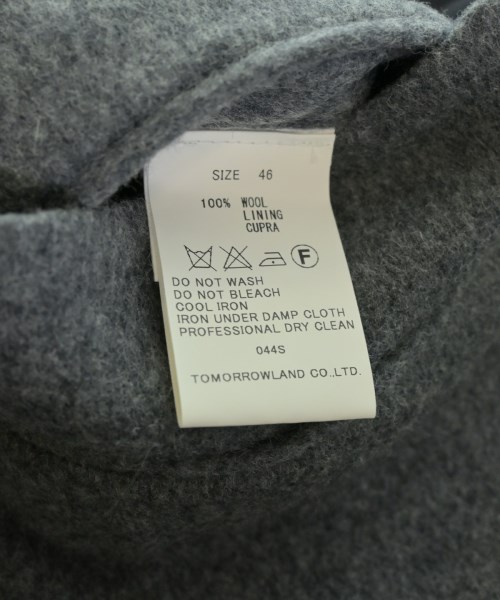 SIZE 46
100% WOOL
LINING
CUPRA
F
DO NOT WASH
DO NOT BLEACH
COOL IRON
IRON UNDER DAMP CLOTH
PROFESSIONAL DRY CLEAN
044S
TOMORROWLAND CO.,LTD.